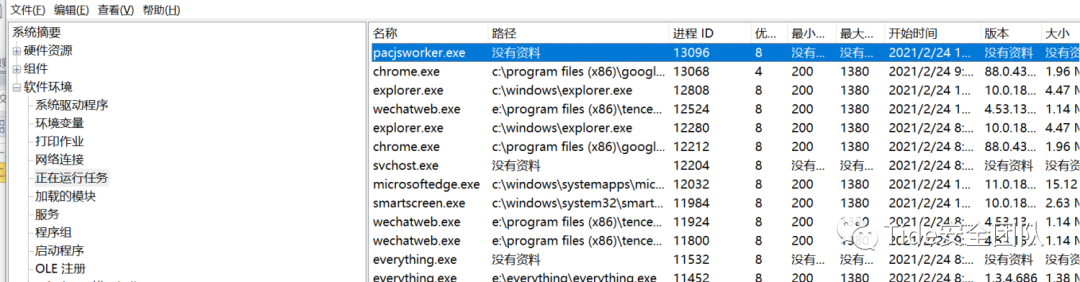 文件(F) 编辑(E) 查看(V) 帮助(H)
系统摘要
硬件资源
组件
软件环境
系统驱动程序
环境变量
打印作业
网络连接
正在运行任务
加载的模块
服务
程序组
启动程序
OLE 注册
名称 路径 进程 ID 优... 最小... 最大... 开始时间 版本 大小
pacjsworker.exe 没有资料 13096 8 没有... 没有... 2021/2/24 1... 没有资料 没有资
chrome.exe c:\program files (x86)\googl... 13068 4 200 1380 2021/2/24 9:... 88.0.43... 1.96 M
explorer.exe c:\windows\explorer.exe 12808 8 200 1380 2021/2/24 1... 10.0.18... 4.47 M
wechatweb.exe e:\program files (x86)\tence... 12524 8 200 1380 2021/2/24 1... 4.53.13... 1.14 M
explorer.exe c:\windows\explorer.exe 12280 8 200 1380 2021/2/24 8:... 10.0.18... 4.47 M
chrome.exe c:\program files (x86)\googl... 12212 8 200 1380 2021/2/24 8:... 88.0.43... 1.96 M
svchost.exe 没有资料 12204 8 没有... 没有... 2021/2/24 8:... 没有资料 没有资
microsoftedge.exe c:\windows\systemapps\mic... 12032 8 200 1380 2021/2/24 1... 11.0.18... 15.12
smartscreen.exe c:\windows\system32\smart... 11984 8 200 1380 2021/2/24 1... 10.0.18... 2.63 M
wechatweb.exe e:\program files (x86)\tence... 11924 8 200 1380 2021/2/24 8:... 4.53.13... 1.14 M
wechatweb.exe e:\program files (x86)\tence... 11800 8 200 1380 2021/2/24 9:... 4.53.13... 1.14 M
everything.exe 没有资料 11532 8 没有... 没有... 2021/2/24 8:... 没有资料 没有资
everything.exe e:\everything\everything.exe 11452 8 200 1380 2021/2/24 8:... 1.3.4.686 1.38 M
Tide安全团队